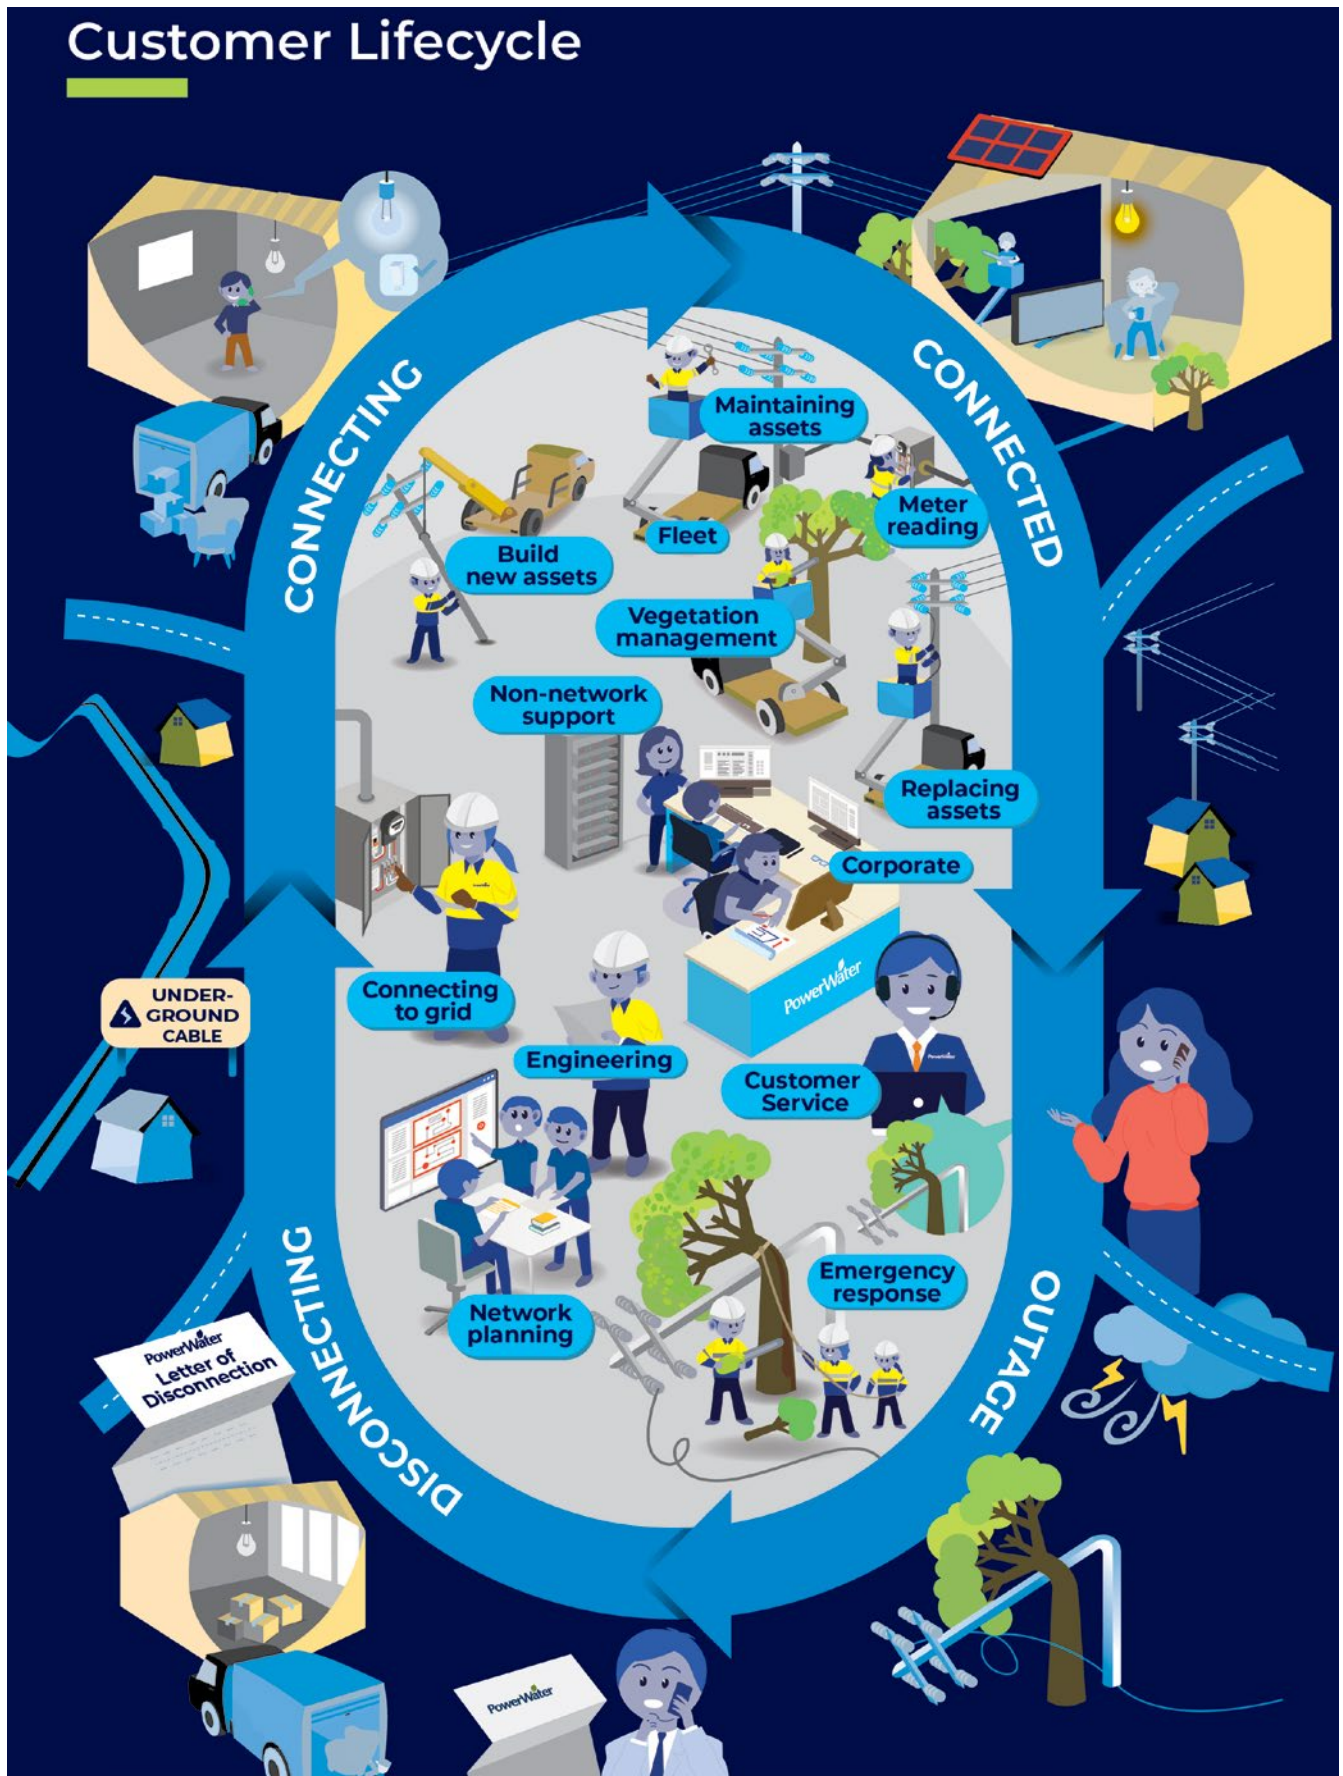 Customer Lifecycle
CONNECTING
CONNECTED
Maintaining
assets
Meter
reading
Fleet
Build
new assets
Vegetation
management
Non-network
support
Replacing
assets
Corporate
PowerWater
Connecting
to grid
UNDER-
GROUND
CABLE
Engineering
Customer
Service
PowerWater
Emergency
response
Network
planning
OUTAGE
DISCONNECTING
PowerWater
Letter of
Disconnection
PowerWater